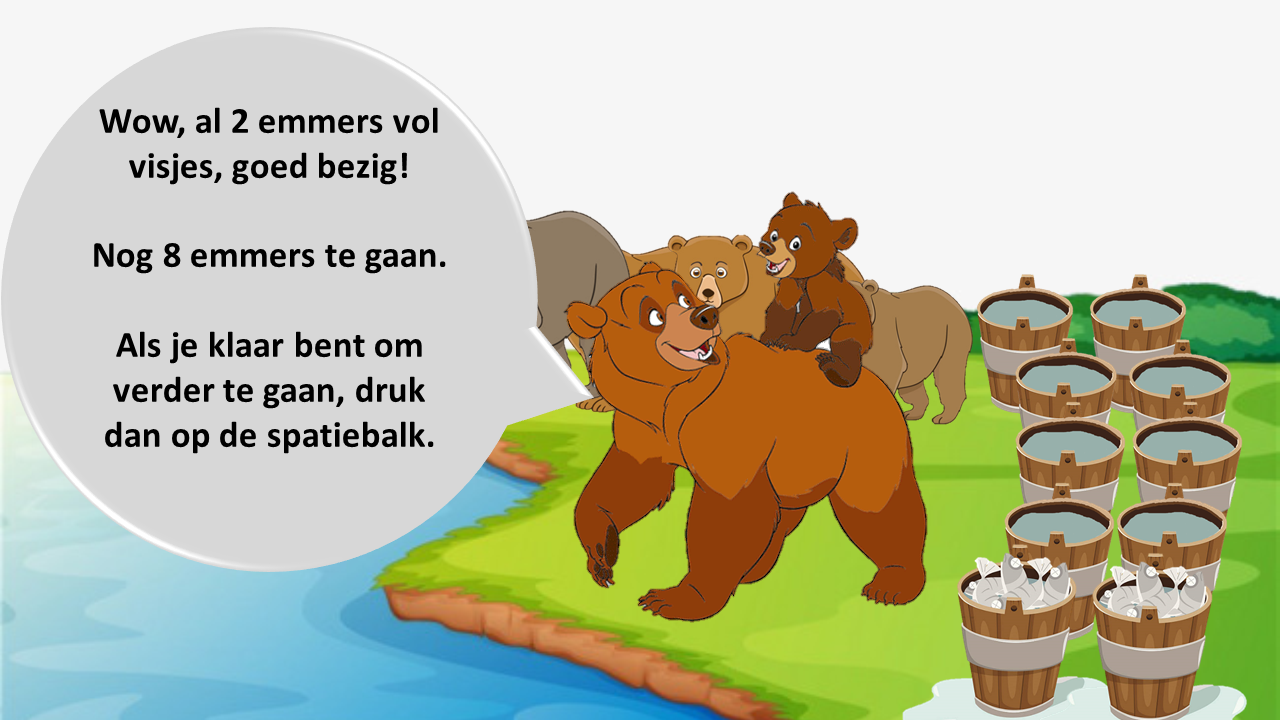 Wow, al 2 emmers vol
visjes, goed bezig!
Nog 8 emmers te gaan.
Als je klaar bent om
verder te gaan, druk
dan op de spatiebalk.